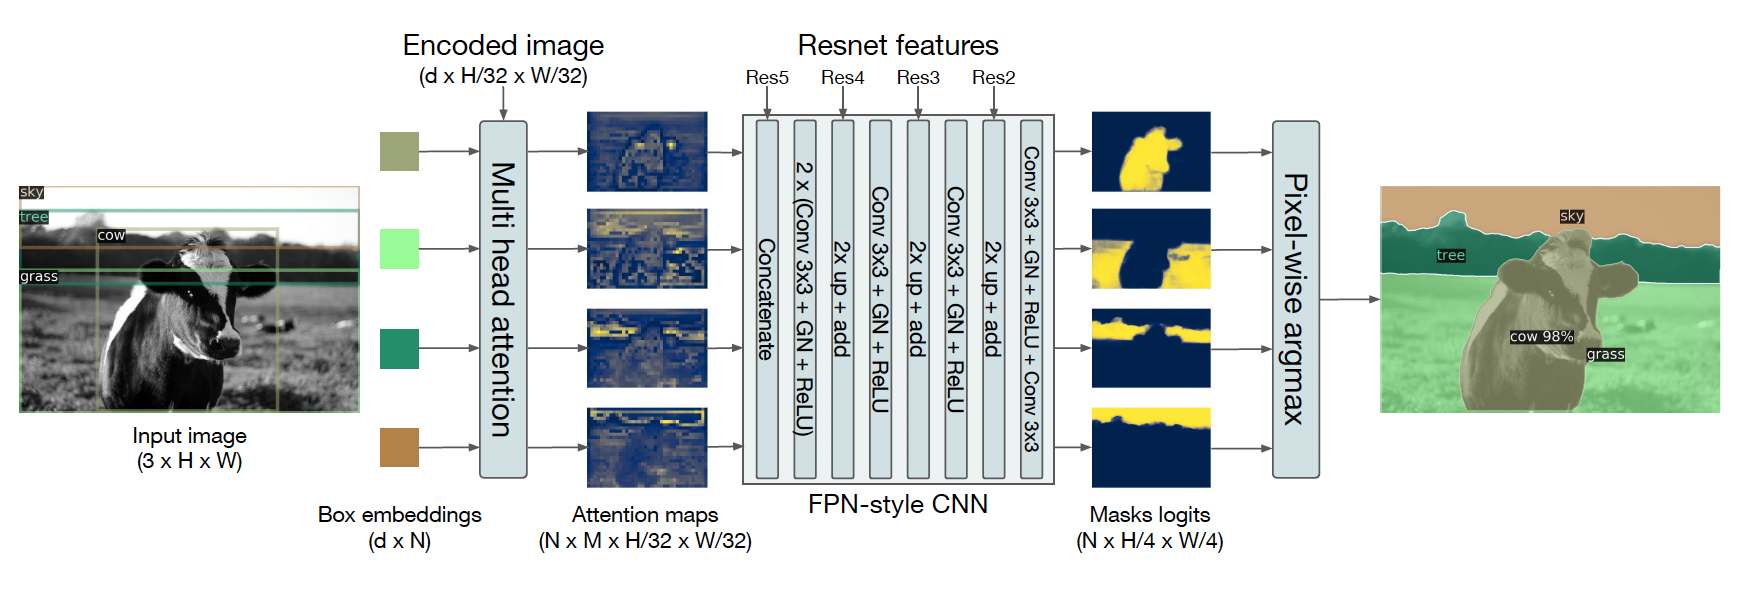 Encoded image
(d x H/32 x W/32)
Resnet features
Res5
Res4
Res3
Res2
sky
tree
cow
grass
Input image
(3 x H x W)
Box embeddings
(d x N)
Multi head attention
Attention maps
(N x M x H/32 x W/32)
Concatenate
2 x (Conv 3x3 + GN + ReLU)
2x up + add
Conv 3x3 + GN + ReLU
2x up + add
Conv 3x3 + GN + ReLU
2x up + add
Conv 3x3 + GN + ReLU + Conv 3x3
FPN-style CNN
Masks logits
(N x H/4 x W/4)
Pixel-wise argmax
sky
tree
cow 98%
grass